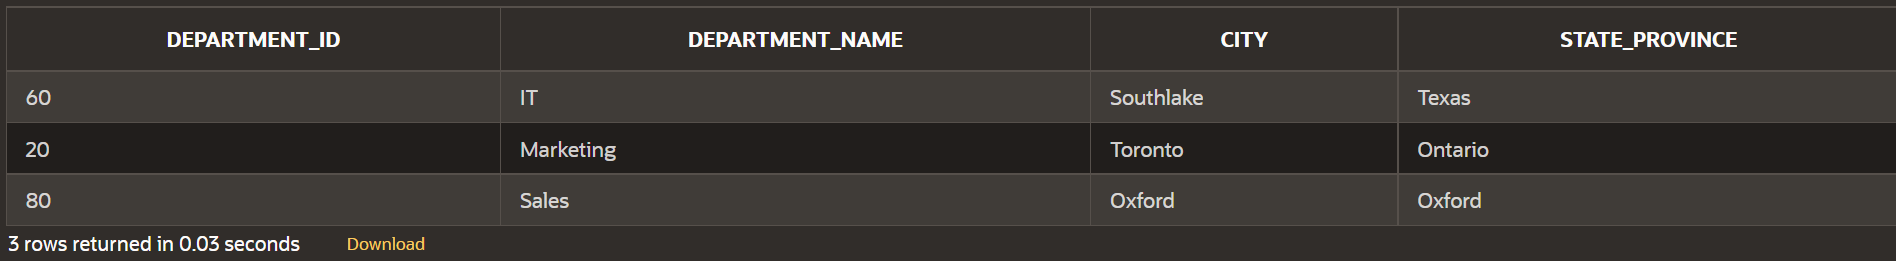 DEPARTMENT_ID DEPARTMENT_NAME CITY STATE_PROVINCE
60 IT Southlake Texas
20 Marketing Toronto Ontario
80 Sales Oxford Oxford
3 rows returned in 0.03 seconds Download